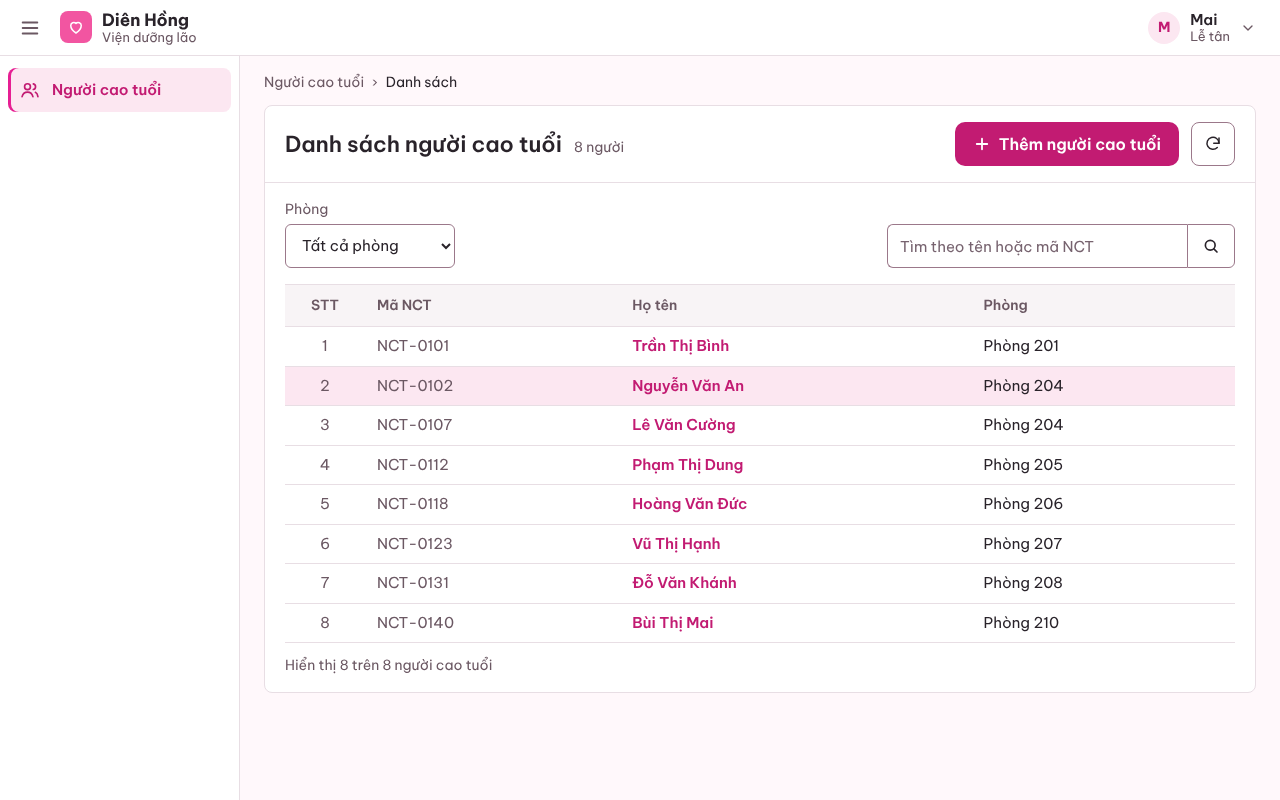 Diên Hồng
Viện dưỡng lão
M
Mai
Lễ tân
Người cao tuổi
Người cao tuổi › Danh sách
Danh sách người cao tuổi 8 người
Thêm người cao tuổi
Phòng
Tất cả phòng
Tìm theo tên hoặc mã NCT
STT Mã NCT Họ tên Phòng
1 NCT-0101 Trần Thị Bình Phòng 201
2 NCT-0102 Nguyễn Văn An Phòng 204
3 NCT-0107 Lê Văn Cường Phòng 204
4 NCT-0112 Phạm Thị Dung Phòng 205
5 NCT-0118 Hoàng Văn Đức Phòng 206
6 NCT-0123 Vũ Thị Hạnh Phòng 207
7 NCT-0131 Đỗ Văn Khánh Phòng 208
8 NCT-0140 Bùi Thị Mai Phòng 210
Hiển thị 8 trên 8 người cao tuổi